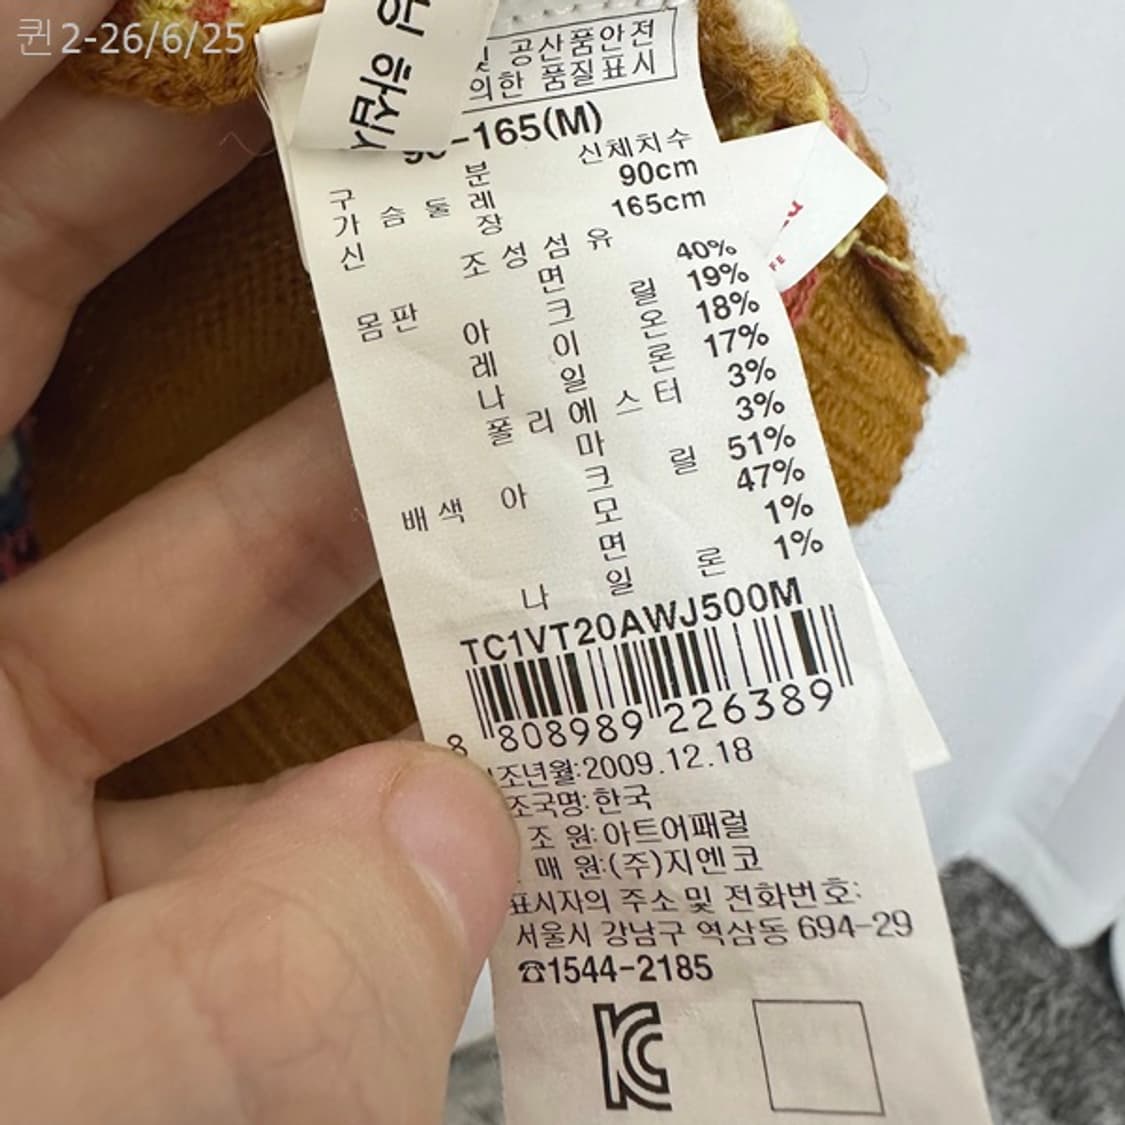 퀸2-26/6/25
공산품안전
의한 품질표시
-165(M)
구 분 신체치수
가 슴 둘 레 90cm
신 장 165cm
조 성 섬 유
몸판 면 40%
아 크 릴 19%
레 이 온 18%
나 일 론 17%
폴 리 에 스 터 3%
마 3%
배색 아 크 릴 51%
모 47%
면 1%
나 일 론 1%
TC1VT20AWJ500M
8 808989 226389
조년월:2009.12.18
조국명:한국
조 원:아트어패럴
매 원:(주)지엔코
표시자의 주소 및 전화번호:
서울시 강남구 역삼동 694-29
☎1544-2185
KC